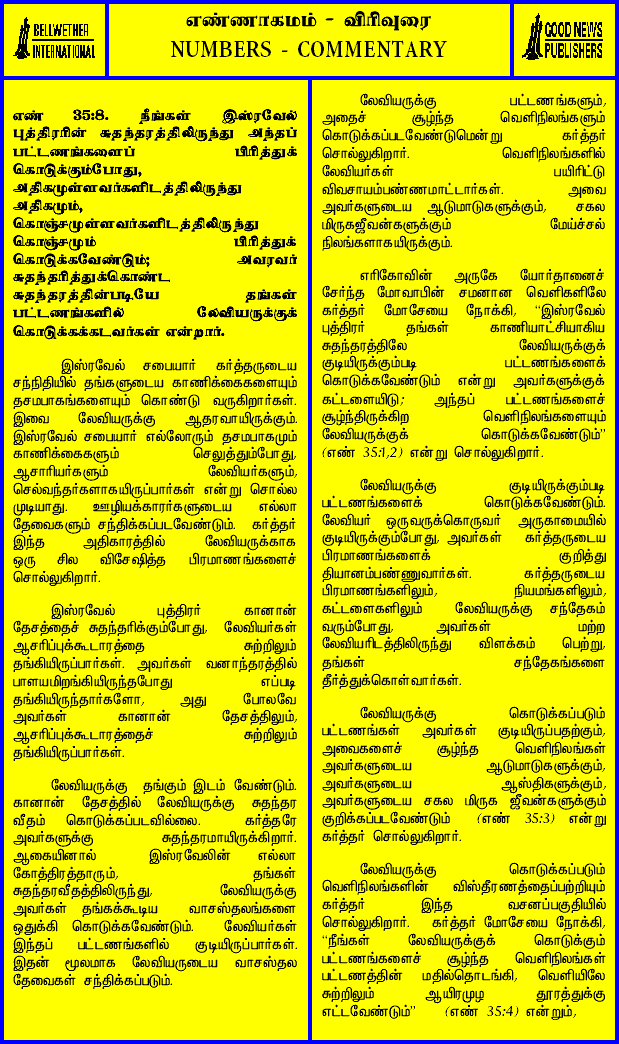 BELLWETHER
INTERNATIONAL
எண்ணாகமம் - விரிவுரை
NUMBERS - COMMENTARY
GOOD NEWS
PUBLISHERS
எண் 35:8. நீங்கள் இஸ்ரவேல்
புத்திரரின் சுதந்தரத்திலிருந்து அந்தப்
பட்டணங்களைப் பிரித்துக்
கொடுக்கும்போது,
அதிகமுள்ளவர்களிடத்திலிருந்து
அதிகமும்,
கொஞ்சமுள்ளவர்களிடத்திலிருந்து
கொஞ்சமும் பிரித்துக்
கொடுக்கவேண்டும்; அவரவர்
சுதந்தரித்துக்கொண்ட
சுதந்தரத்தின்படியே தங்கள்
பட்டணங்களில் லேவியருக்குக்
கொடுக்கக்கடவர்கள் என்றார்.
இஸ்ரவேல் சபையார் கர்த்தருடைய
சந்நிதியில் தங்களுடைய காணிக்கைகளையும்
தசமபாகங்களையும் கொண்டு வருகிறார்கள்.
இவை லேவியருக்கு ஆதரவாயிருக்கும்.
இஸ்ரவேல் சபையார் எல்லோரும் தசமபாகமும்
காணிக்கைகளும் செலுத்தும்போது,
ஆசாரியர்களும் லேவியர்களும்,
செல்வந்தர்களாகயிருப்பார்கள் என்று சொல்ல
முடியாது. ஊழியக்காரர்களுடைய எல்லா
தேவைகளும் சந்திக்கப்படவேண்டும். கர்த்தர்
இந்த அதிகாரத்தில் லேவியருக்காக
ஒரு சில விசேஷித்த பிரமாணங்களைச்
சொல்லுகிறார்.
இஸ்ரவேல் புத்திரர் கானான்
தேசத்தைச் சுதந்தரிக்கும்போது, லேவியர்கள்
ஆசரிப்புக்கூடாரத்தை சுற்றிலும்
தங்கியிருப்பார்கள். அவர்கள் வனாந்தரத்தில்
பாளயமிறங்கியிருந்தபோது எப்படி
தங்கியிருந்தார்களோ, அது போலவே
அவர்கள் கானான் தேசத்திலும்,
ஆசரிப்புக்கூடாரத்தைச் சுற்றிலும்
தங்கியிருப்பார்கள்.
லேவியருக்கு தங்கும் இடம் வேண்டும்.
கானான் தேசத்தில் லேவியருக்கு சுதந்தர
வீதம் கொடுக்கப்படவில்லை. கர்த்தரே
அவர்களுக்கு சுதந்தரமாயிருக்கிறார்.
ஆகையினால் இஸ்ரவேலின் எல்லா
கோத்திரத்தாரும், தங்கள்
சுதந்தரவீதத்திலிருந்து, லேவியருக்கு
அவர்கள் தங்கக்கூடிய வாசஸ்தலங்களை
ஒதுக்கி கொடுக்கவேண்டும். லேவியர்கள்
இந்தப் பட்டணங்களில் குடியிருப்பார்கள்.
இதன் மூலமாக லேவியருடைய வாசஸ்தல
தேவைகள் சந்திக்கப்படும்.
லேவியருக்கு பட்டணங்களும்,
அதைச் சூழ்ந்த வெளிநிலங்களும்
கொடுக்கப்படவேண்டுமென்று கர்த்தர்
சொல்லுகிறார். வெளிநிலங்களில்
லேவியர்கள் பயிரிட்டு
விவசாயம்பண்ணமாட்டார்கள். அவை
அவர்களுடைய ஆடுமாடுகளுக்கும், சகல
மிருகஜீவன்களுக்கும் மேய்ச்சல்
நிலங்களாகயிருக்கும்.
எரிகோவின் அருகே யோர்தானைச்
சேர்ந்த மோவாபின் சமனான வெளிகளிலே
கர்த்தர் மோசேயை நோக்கி, "இஸ்ரவேல்
புத்திரர் தங்கள் காணியாட்சியாகிய
சுதந்தரத்திலே லேவியருக்குக்
குடியிருக்கும்படி பட்டணங்களைக்
கொடுக்கவேண்டும் என்று அவர்களுக்குக்
கட்டளையிடு; அந்தப் பட்டணங்களைச்
சூழ்ந்திருக்கிற வெளிநிலங்களையும்
லேவியருக்குக் கொடுக்கவேண்டும்"
(எண் 35:1,2) என்று சொல்லுகிறார்.
லேவியருக்கு குடியிருக்கும்படி
பட்டணங்களைக் கொடுக்கவேண்டும்.
லேவியர் ஒருவருக்கொருவர் அருகாமையில்
குடியிருக்கும்போது, அவர்கள் கர்த்தருடைய
பிரமாணங்களைக் குறித்து
தியானம்பண்ணுவார்கள். கர்த்தருடைய
பிரமாணங்களிலும், நியமங்களிலும்,
கட்டளைகளிலும் லேவியருக்கு சந்தேகம்
வரும்போது, அவர்கள் மற்ற
லேவியரிடத்திலிருந்து விளக்கம் பெற்று,
தங்கள் சந்தேகங்களை
தீர்த்துக்கொள்வார்கள்.
லேவியருக்கு கொடுக்கப்படும்
பட்டணங்கள் அவர்கள் குடியிருப்பதற்கும்,
அவைகளைச் சூழ்ந்த வெளிநிலங்கள்
அவர்களுடைய ஆடுமாடுகளுக்கும்,
அவர்களுடைய ஆஸ்திகளுக்கும்,
அவர்களுடைய சகல மிருக ஜீவன்களுக்கும்
குறிக்கப்படவேண்டும் (எண் 35:3) என்று
கர்த்தர் சொல்லுகிறார்.
லேவியருக்கு கொடுக்கப்படும்
வெளிநிலங்களின் விஸ்தீரணத்தைப்பற்றியும்
கர்த்தர் இந்த வசனப்பகுதியில்
சொல்லுகிறார். கர்த்தர் மோசேயை நோக்கி,
"நீங்கள் லேவியருக்குக் கொடுக்கும்
பட்டணங்களைச் சூழ்ந்த வெளிநிலங்கள்
பட்டணத்தின் மதில்தொடங்கி, வெளியிலே
சுற்றிலும் ஆயிரமுழ தூரத்துக்கு
எட்டவேண்டும்" (எண் 35:4) என்றும்,